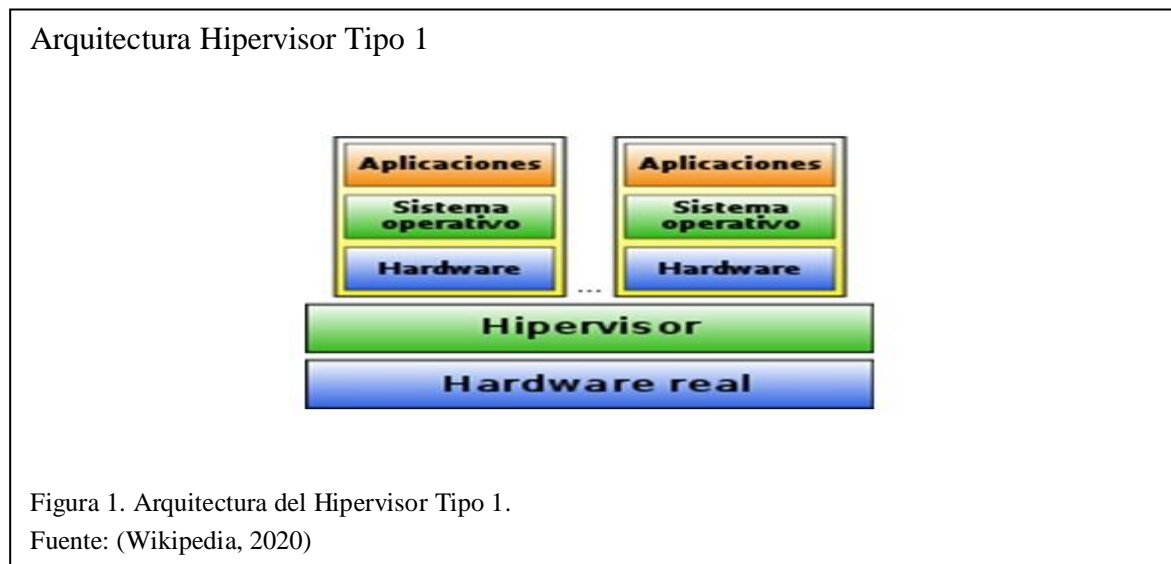 Arquitectura Hipervisor Tipo 1
Aplicaciones
Sistema
operativo
Hardware
...
Aplicaciones
Sistema
operativo
Hardware
Hipervisor
Hardware real
Figura 1. Arquitectura del Hipervisor Tipo 1.
Fuente: (Wikipedia, 2020)